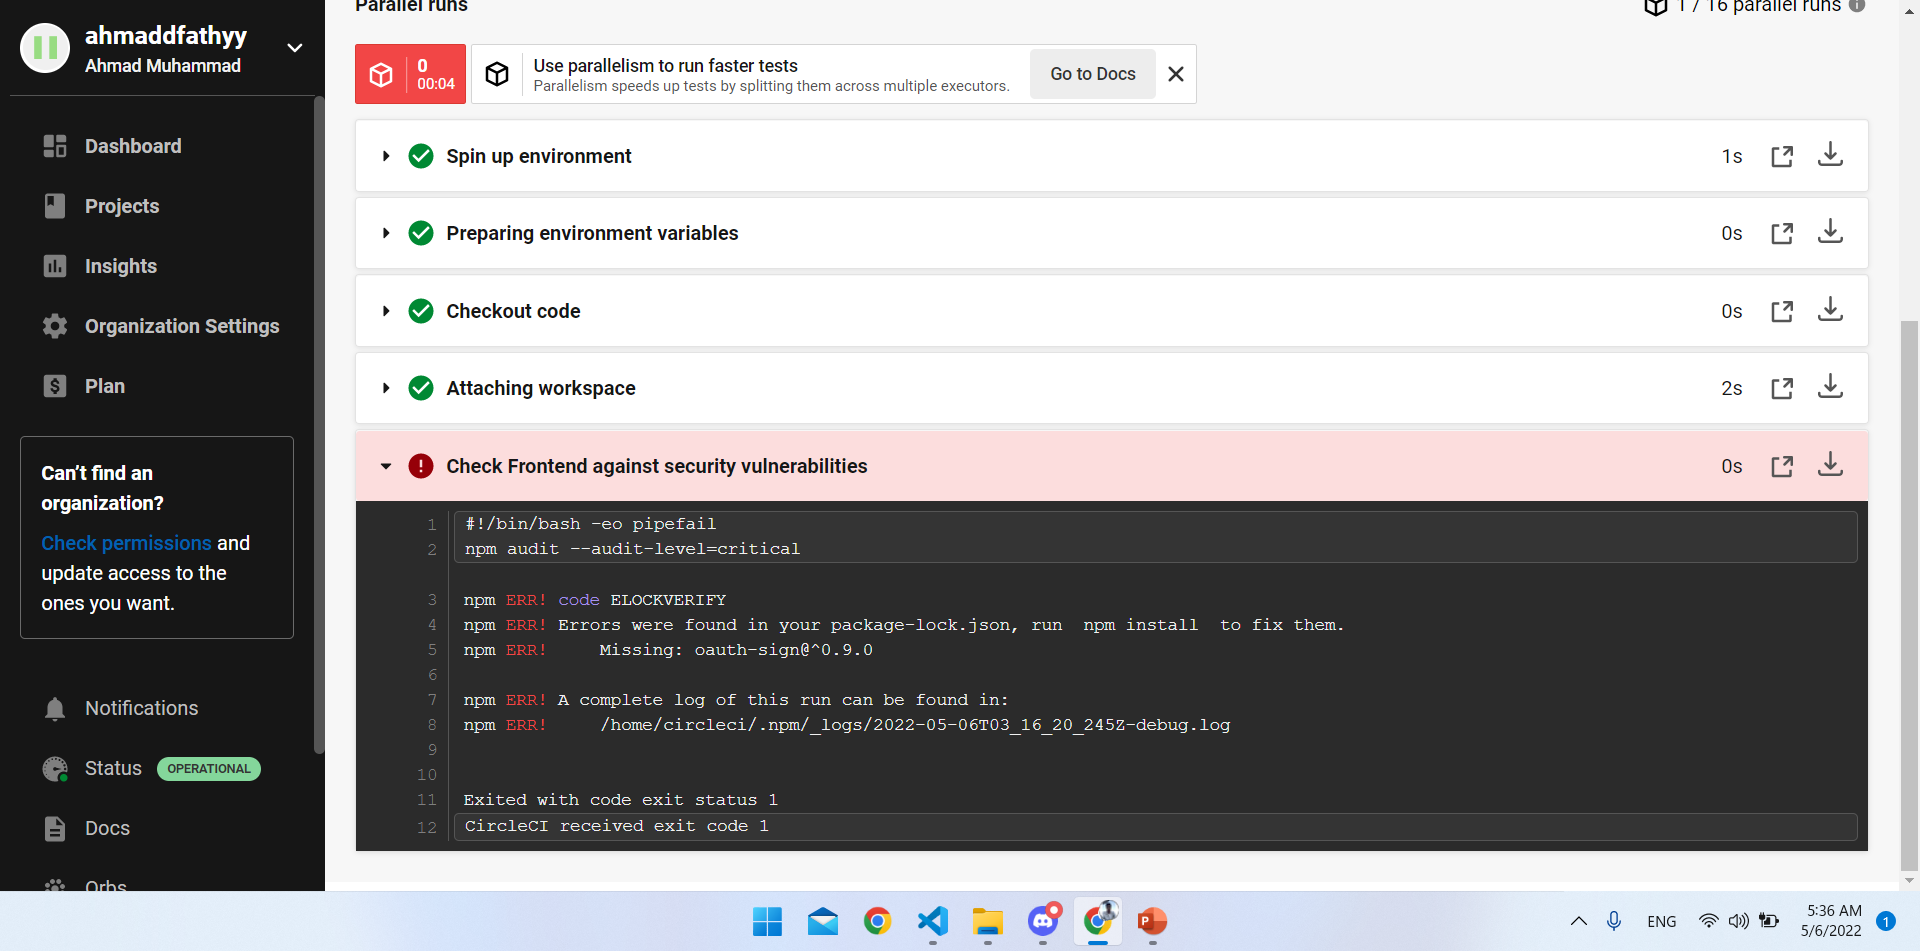 ahmaddfathyy
Ahmad Muhammad
Dashboard
Projects
Insights
Organization Settings
Plan
Can't find an
organization?
Check permissions and
update access to the
ones you want.
Notifications
Status OPERATIONAL
Docs
Orbs
Parallel runs
1 / 16 parallel runs
0
00:04
Use parallelism to run faster tests
Parallelism speeds up tests by splitting them across multiple executors.
Go to Docs
Spin up environment 1s
Preparing environment variables 0s
Checkout code 0s
Attaching workspace 2s
Check Frontend against security vulnerabilities 0s
1 #!/bin/bash -eo pipefail
2 npm audit --audit-level=critical
3 npm ERR! code ELOCKVERIFY
4 npm ERR! Errors were found in your package-lock.json, run  npm install  to fix them.
5 npm ERR!     Missing: oauth-sign@^0.9.0
6
7 npm ERR! A complete log of this run can be found in:
8 npm ERR!     /home/circleci/.npm/_logs/2022-05-06T03_16_20_245Z-debug.log
9
10
11 Exited with code exit status 1
12 CircleCI received exit code 1
ENG
5:36 AM
5/6/2022
1